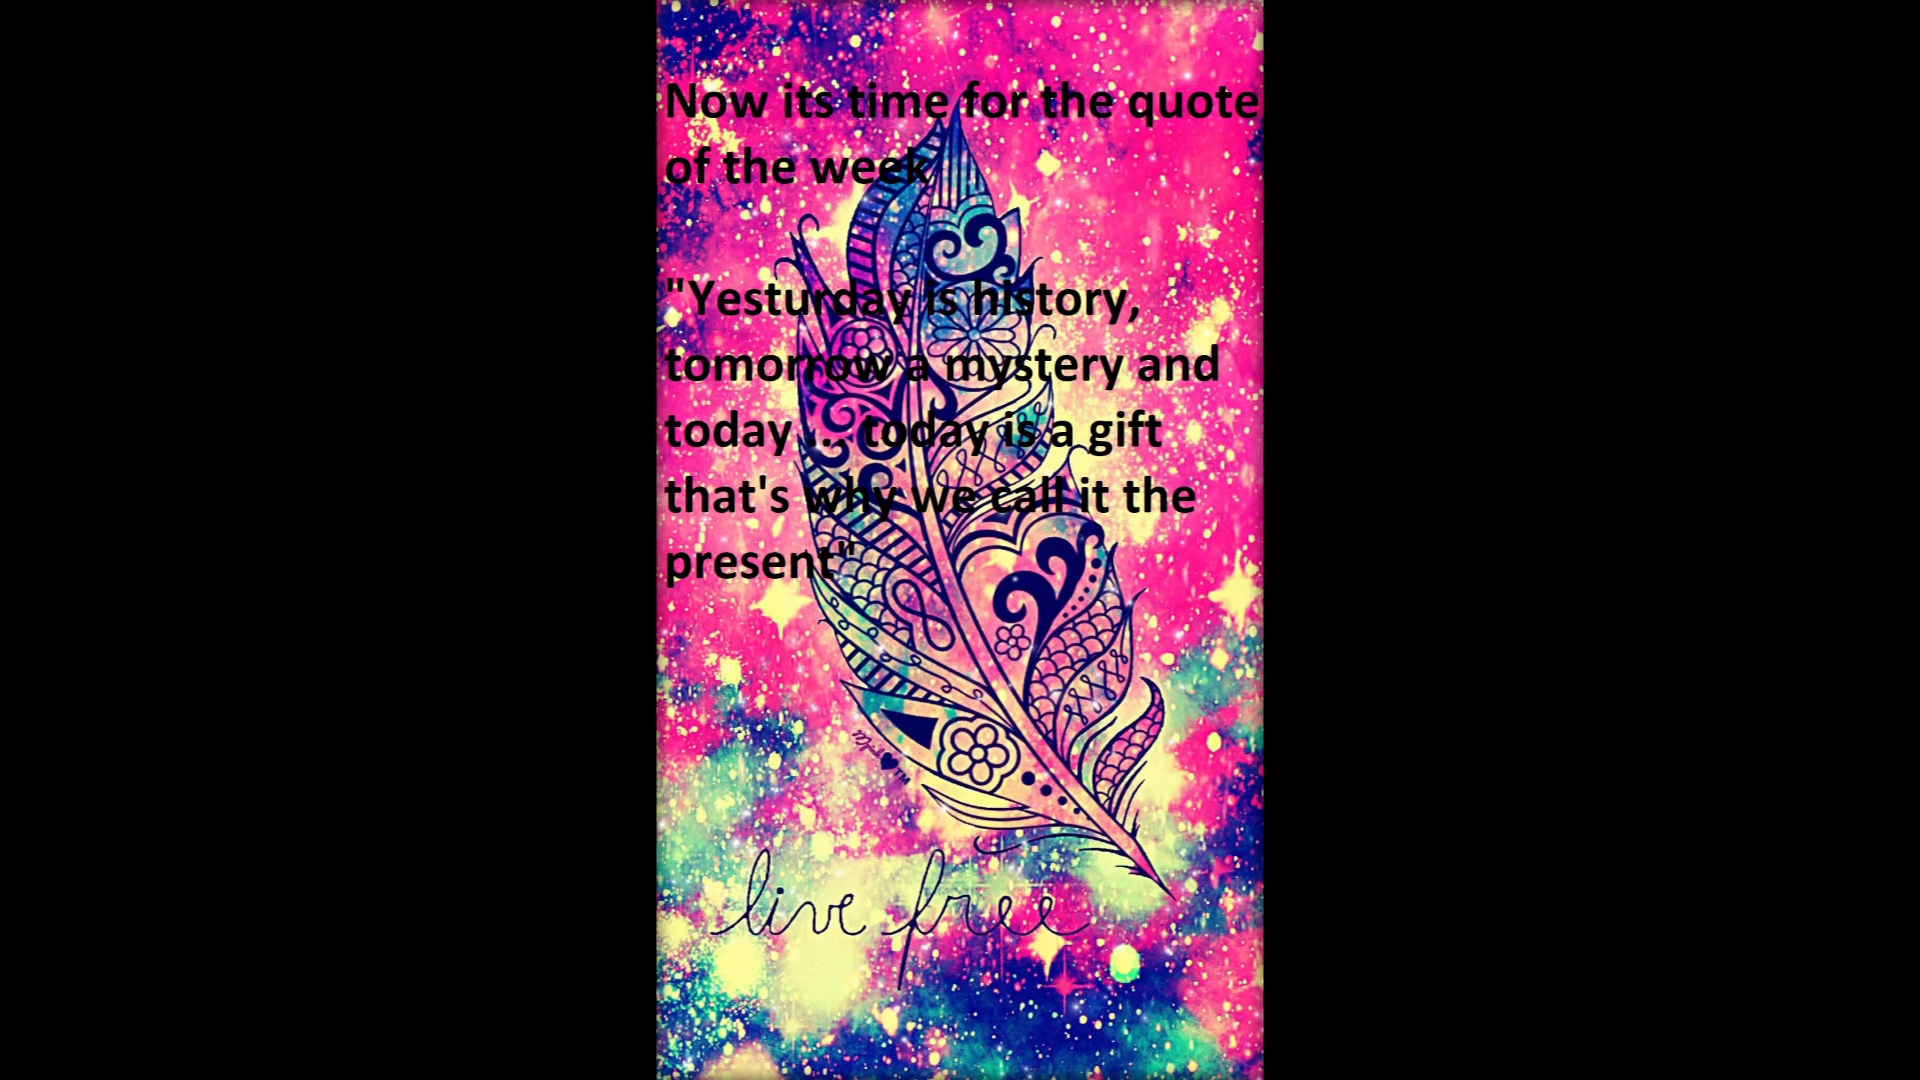 Now its time for the quote
of the week
"Yesturday is history,
tomorrow a mystery and
today ... today is a gift
that's why we call it the
present"
TM
live free